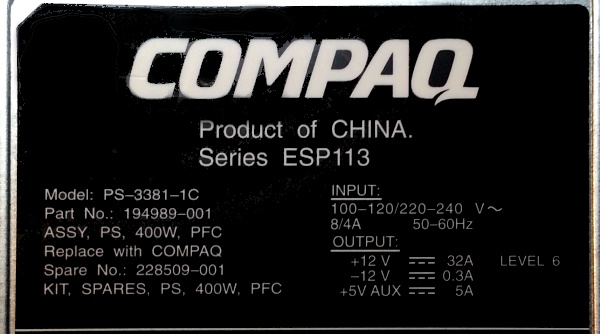 COMPAQ
Product of CHINA.
Series ESP113
Model: PS-3381-1C
Part No.: 194989-001
ASSY, PS, 400W, PFC
Replace with COMPAQ
Spare No.: 228509-001
KIT, SPARES, PS, 400W, PFC
INPUT:
100-120/220-240 V~
8/4A 50-60Hz
OUTPUT:
+12 V ⎓ 32A LEVEL 6
-12 V ⎓ 0.3A
+5V AUX ⎓ 5A